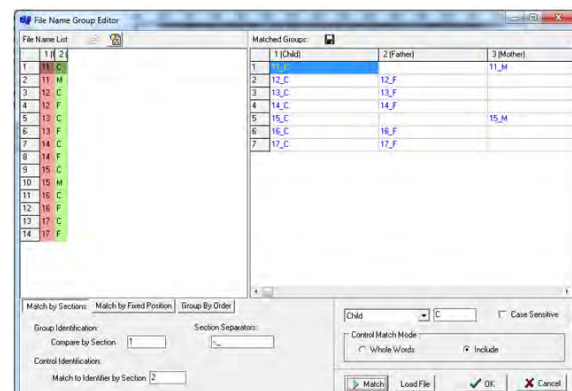 File Name Group Editor
File Name List:
Matched Groups:
1 (Child) 2 (Father) 3 (Mother)
1 11 C
2 11 M
3 12 C
4 12 F
5 13 C
6 13 F
7 14 C
8 14 F
9 15 C
10 15 M
11 16 C
12 16 F
13 17 C
14 17 F
1 11_C 11_M
2 12_C 12_F
3 13_C 13_F
4 14_C 14_F
5 15_C 15_M
6 16_C 16_F
7 17_C 17_F
Match by Sections Match by Fixed Position Group By Order
Group Identification:
Section Separators:
Compare by Section 1
-_
Control Identification:
Match to Identifier by Section 2
Child C Case Sensitive
Control Match Mode
Whole Words Include
Match Load File OK Cancel